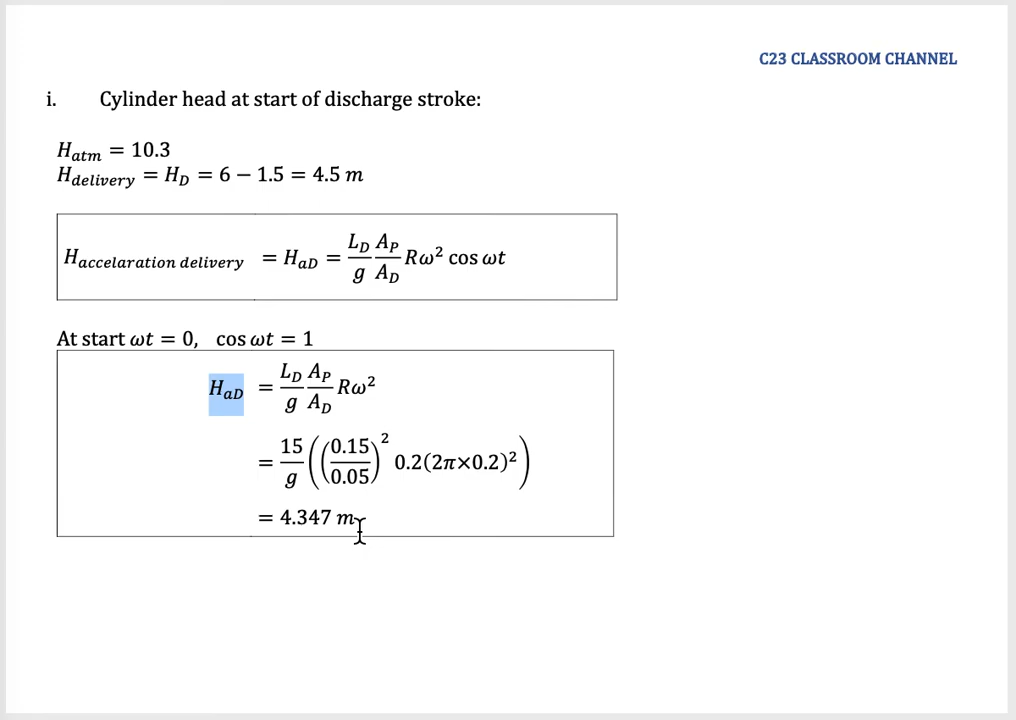 C23 CLASSROOM CHANNEL
i. Cylinder head at start of discharge stroke:
H_atm = 10.3
H_delivery = H_D = 6 − 1.5 = 4.5 m
H_accelaration delivery = H_aD = L_D/g A_P/A_D Rω² cos ωt
At start ωt = 0, cos ωt = 1
H_aD = L_D/g A_P/A_D Rω²
= 15/g ((0.15/0.05)² 0.2(2π×0.2)²)
= 4.347 m